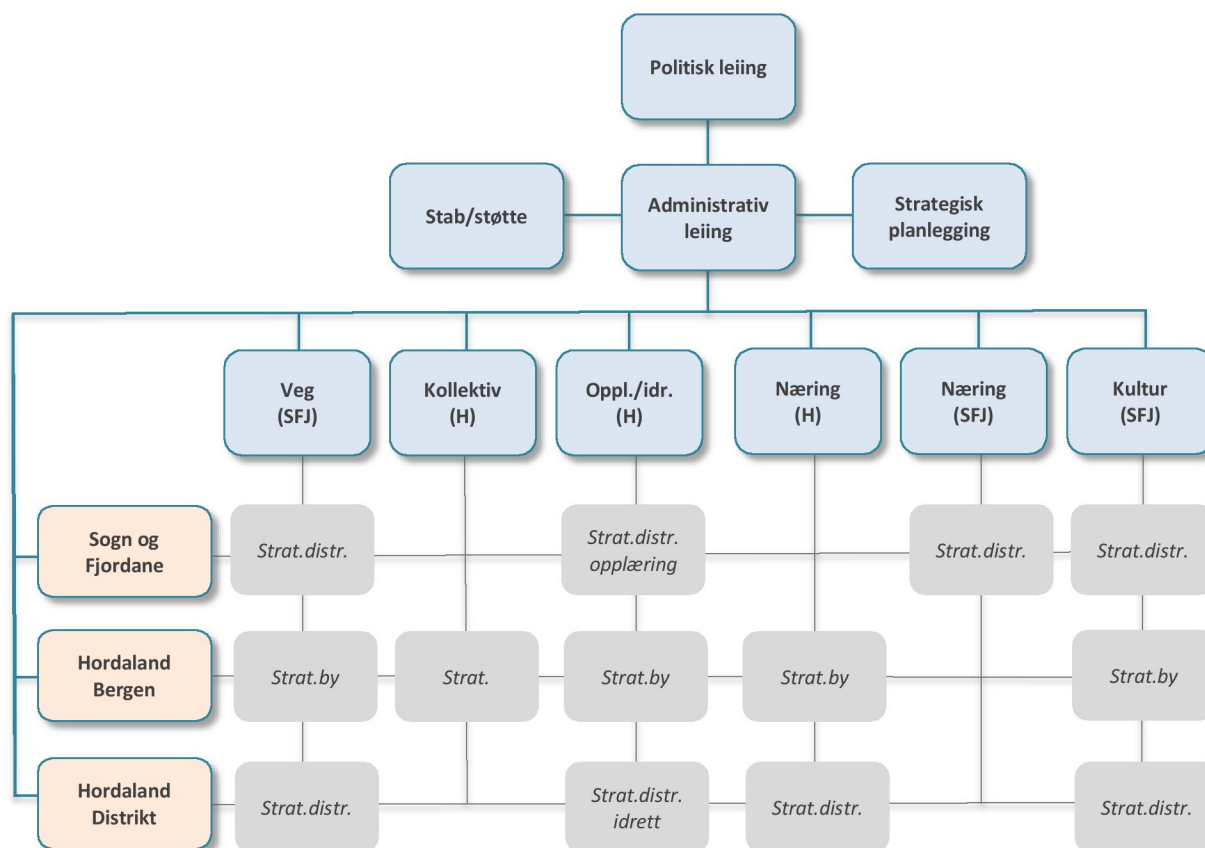 Politisk leiing
Stab/støtte
Administrativ
leiing
Strategisk
planlegging
Veg
(SFJ)
Kollektiv
(H)
Oppl./idr.
(H)
Næring
(H)
Næring
(SFJ)
Kultur
(SFJ)
Sogn og
Fjordane
Strat.distr.
Strat.distr.
opplæring
Strat.distr.
Strat.distr.
Hordaland
Bergen
Strat.by
Strat.
Strat.by
Strat.by
Strat.by
Hordaland
Distrikt
Strat.distr.
Strat.distr.
idrett
Strat.distr.
Strat.distr.